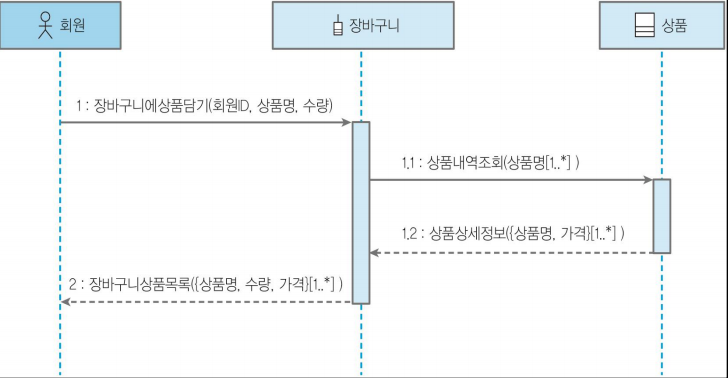 회원
장바구니
상품
1 : 장바구니에상품담기(회원ID, 상품명, 수량)
1.1 : 상품내역조회(상품명[1..*] )
1.2 : 상품상세정보({상품명, 가격}[1..*] )
2 : 장바구니상품목록({상품명, 수량, 가격}[1..*] )